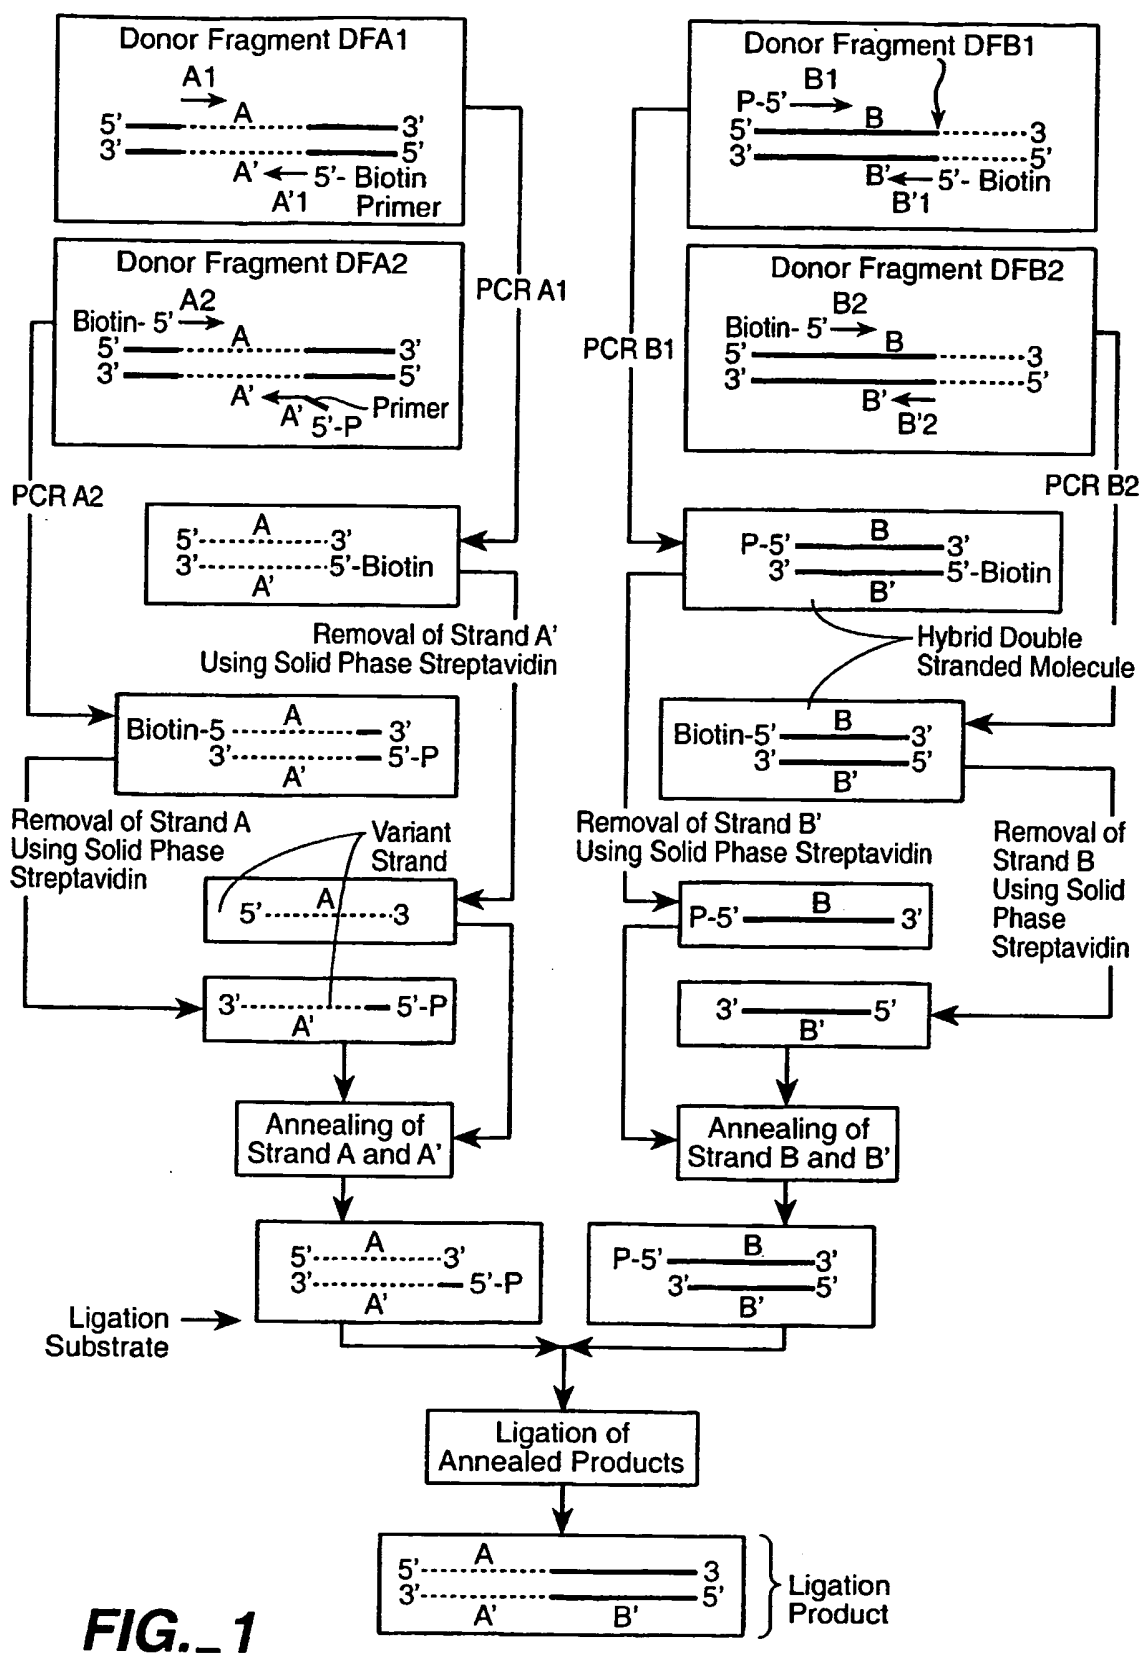 Donor Fragment DFA1
A1
A
5' 3'
3' 5'
A' 5'- Biotin
A'1 Primer
Donor Fragment DFB1
B1
P-5'
B
5' 3
3' 5'
B' 5'- Biotin
B'1
Donor Fragment DFA2
A2
Biotin- 5'
A
5' 3'
3' 5'
A'
A' Primer
5'-P
Donor Fragment DFB2
B2
Biotin- 5'
B
5' 3
3' 5'
B'
B'2
PCR A1
PCR B1
PCR A2
PCR B2
A
5' 3'
3' 5'-Biotin
A'
B
P-5' 3'
3' 5'-Biotin
B'
Removal of Strand A'
Using Solid Phase Streptavidin
Hybrid Double
Stranded Molecule
A
Biotin-5 3'
3' 5'-P
A'
B
Biotin-5' 3'
3' 5'
B'
Removal of Strand A
Using Solid Phase
Streptavidin
Variant
Strand
Removal of Strand B'
Using Solid Phase Streptavidin
Removal of
Strand B
Using Solid
Phase
Streptavidin
A
5' 3
B
P-5' 3'
3' 5'-P
A'
3' 5'
B'
Annealing of
Strand A and A'
Annealing of
Strand B and B'
A
5' 3'
3' 5'-P
A'
B
P-5' 3'
3' 5'
B'
Ligation
Substrate
Ligation of
Annealed Products
A
5' 3
3' 5'
A' B'
Ligation
Product
FIG._1